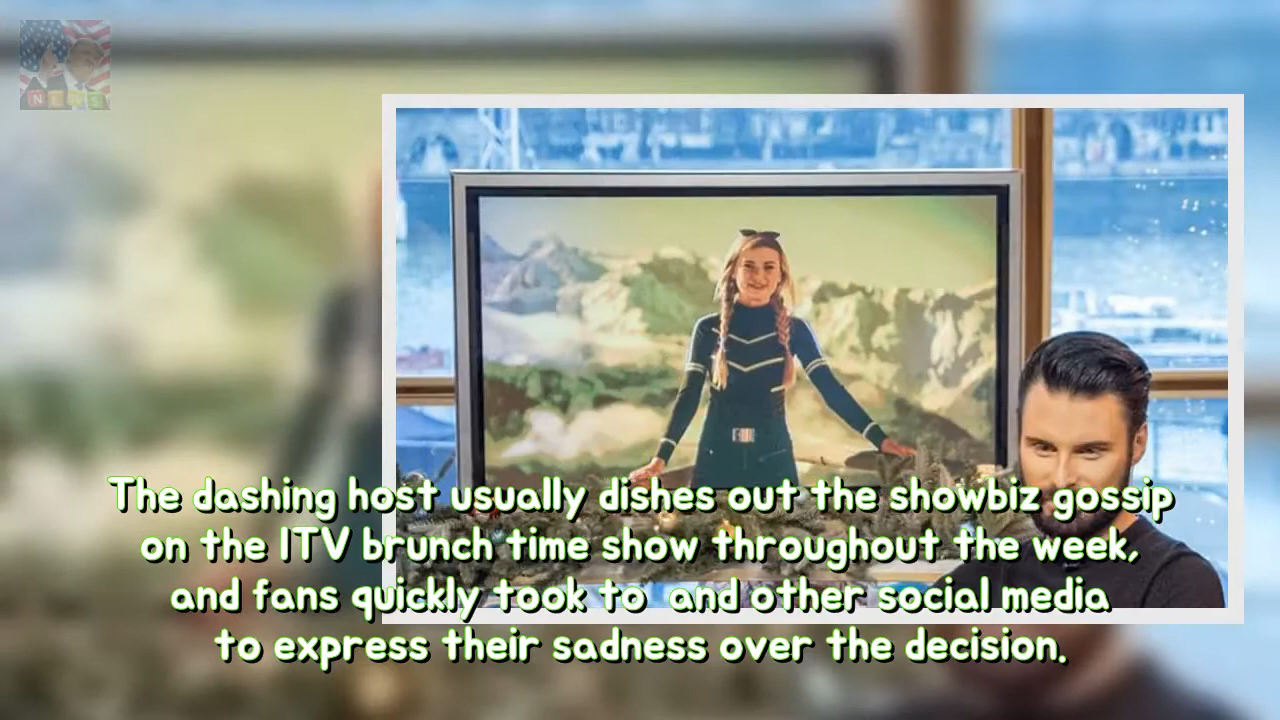 NEWS
The dashing host usually dishes out the showbiz gossip
on the ITV brunch time show throughout the week,
and fans quickly took to  and other social media
to express their sadness over the decision.